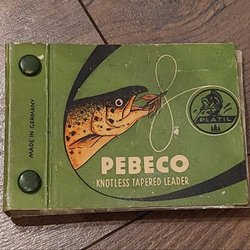 MADE IN GERMANY
PLATIL
PEBECO
KNOTLESS TAPERED LEADER